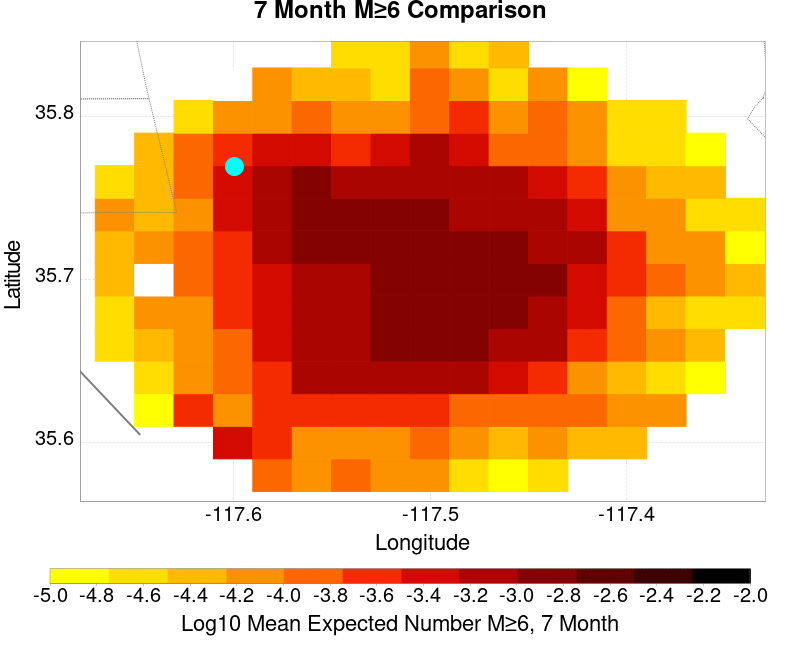 7 Month M≥6 Comparison
35.8
35.7
35.6
Latitude
-117.6 -117.5 -117.4
Longitude
-5.0 -4.8 -4.6 -4.4 -4.2 -4.0 -3.8 -3.6 -3.4 -3.2 -3.0 -2.8 -2.6 -2.4 -2.2 -2.0
Log10 Mean Expected Number M≥6, 7 Month